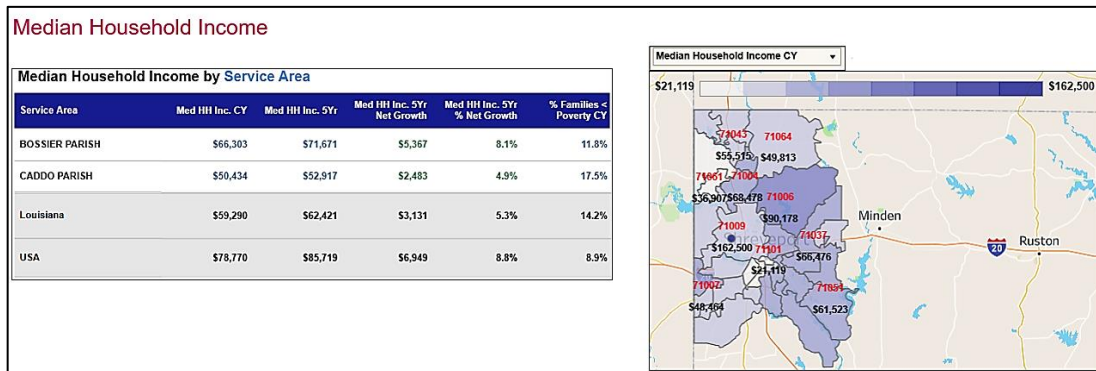 Median Household Income
Median Household Income by Service Area
Service Area Med HH Inc. CY Med HH Inc. 5Yr Med HH Inc. 5Yr Net Growth Med HH Inc. 5Yr % Net Growth % Families < Poverty CY
BOSSIER PARISH $66,303 $71,671 $5,367 8.1% 11.8%
CADDO PARISH $50,434 $52,917 $2,483 4.9% 17.5%
Louisiana $59,290 $62,421 $3,131 5.3% 14.2%
USA $78,770 $85,719 $6,949 8.8% 8.9%
Median Household Income CY
$21,119 $162,500
71043 71064
$55,515 $49,813
71061 71004 71006
$36,907 $68,478
$90,178
Minden
71009
71037
Shreveport
$162,500 71101
Ruston
20
$66,476
$21,119
71007
$48,464 $61,523